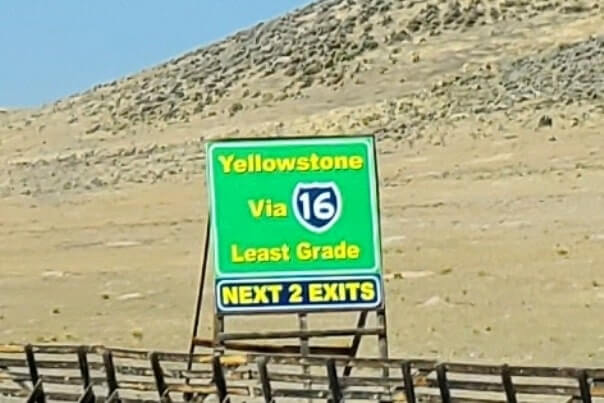 Yellowstone
Via 16
Least Grade
NEXT 2 EXITS